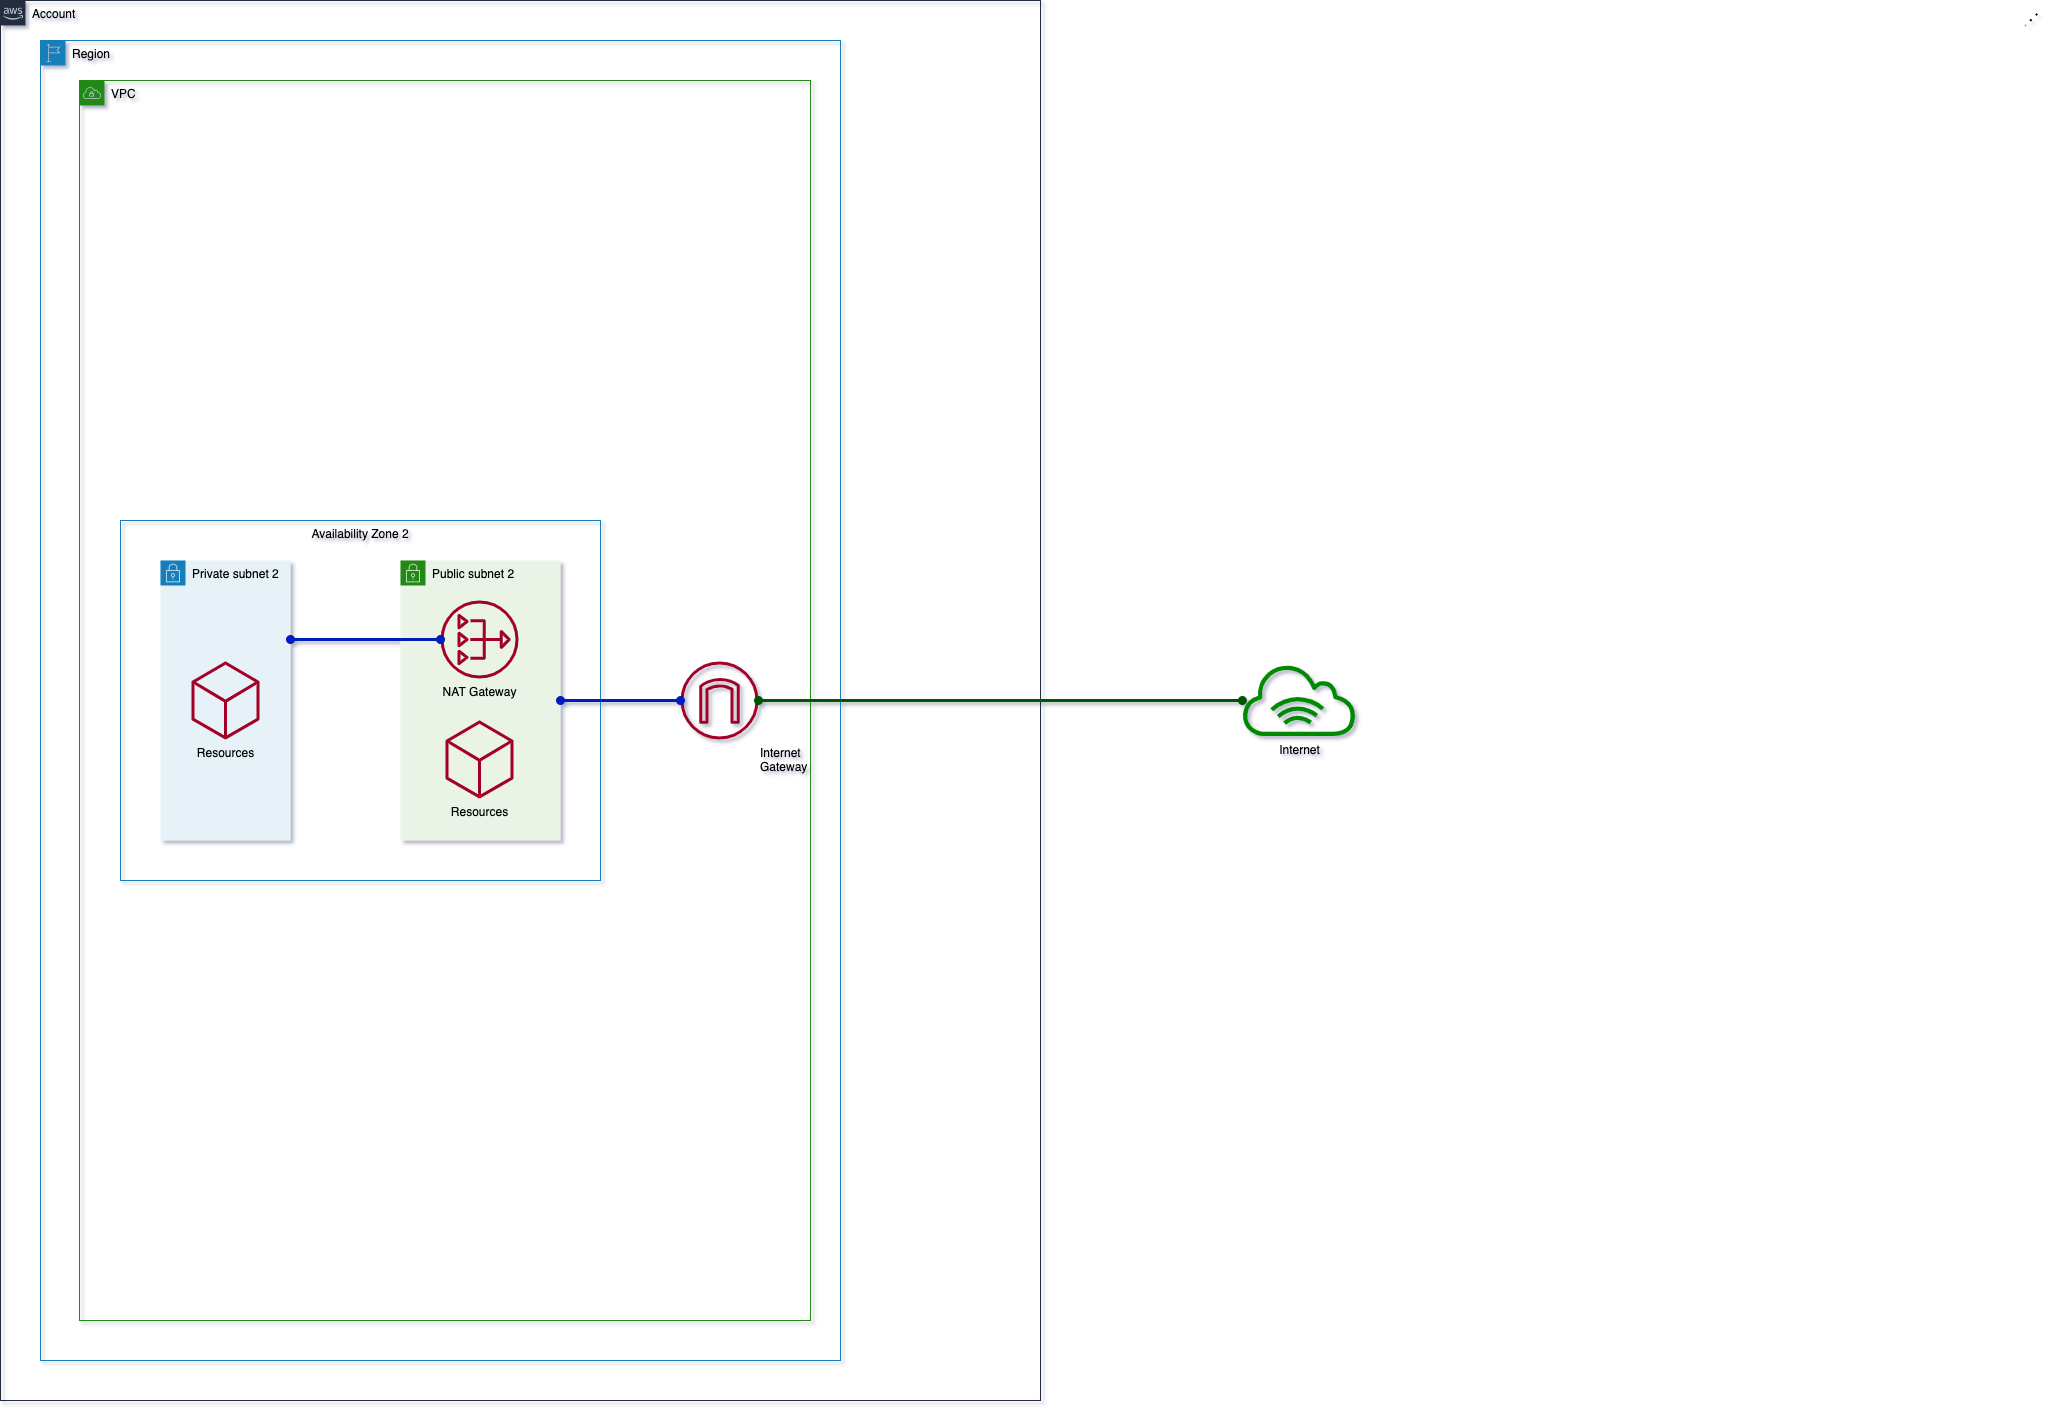 aws
Account
Region
VPC
Availability Zone 2
Private subnet 2
Public subnet 2
NAT Gateway
Resources
Resources
Internet
Gateway
Internet